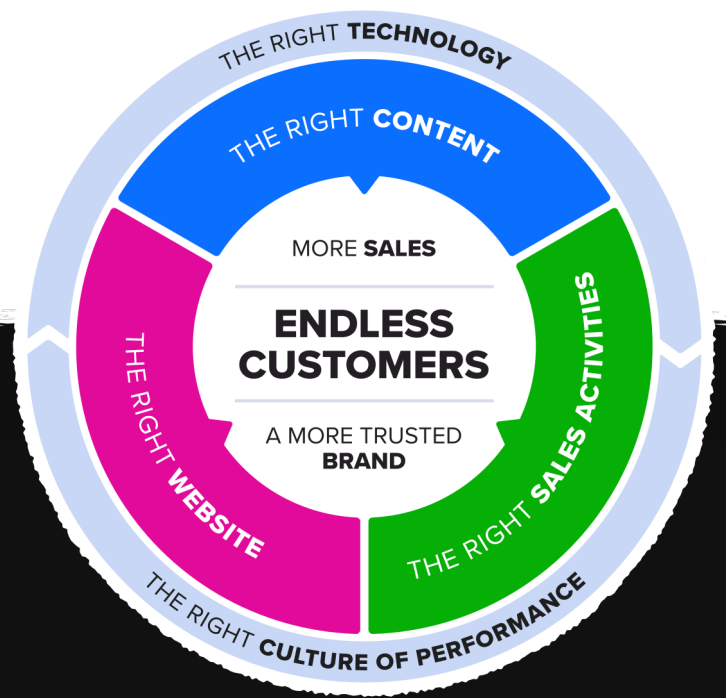 THE RIGHT TECHNOLOGY
THE RIGHT CONTENT
MORE SALES
ENDLESS
CUSTOMERS
A MORE TRUSTED
BRAND
THE RIGHT WEBSITE
THE RIGHT SALES ACTIVITIES
THE RIGHT CULTURE OF PERFORMANCE